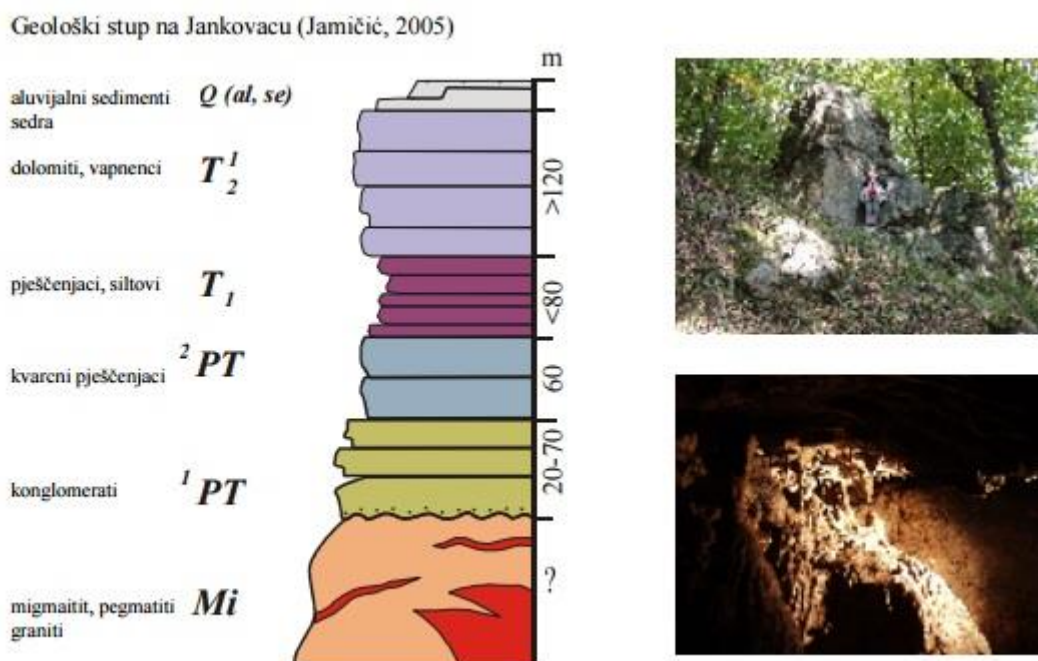 Geološki stup na Jankovacu (Jamičić, 2005)
m
aluvijalni sedimenti
sedra
Q (al, se)
dolomiti, vapnenci
T 1 2
>120
pješčenjaci, siltovi
T 1
<80
kvarcni pješčenjaci
2 PT
60
konglomerati
1 PT
20-70
migmaitit, pegmatiti
graniti
Mi
?